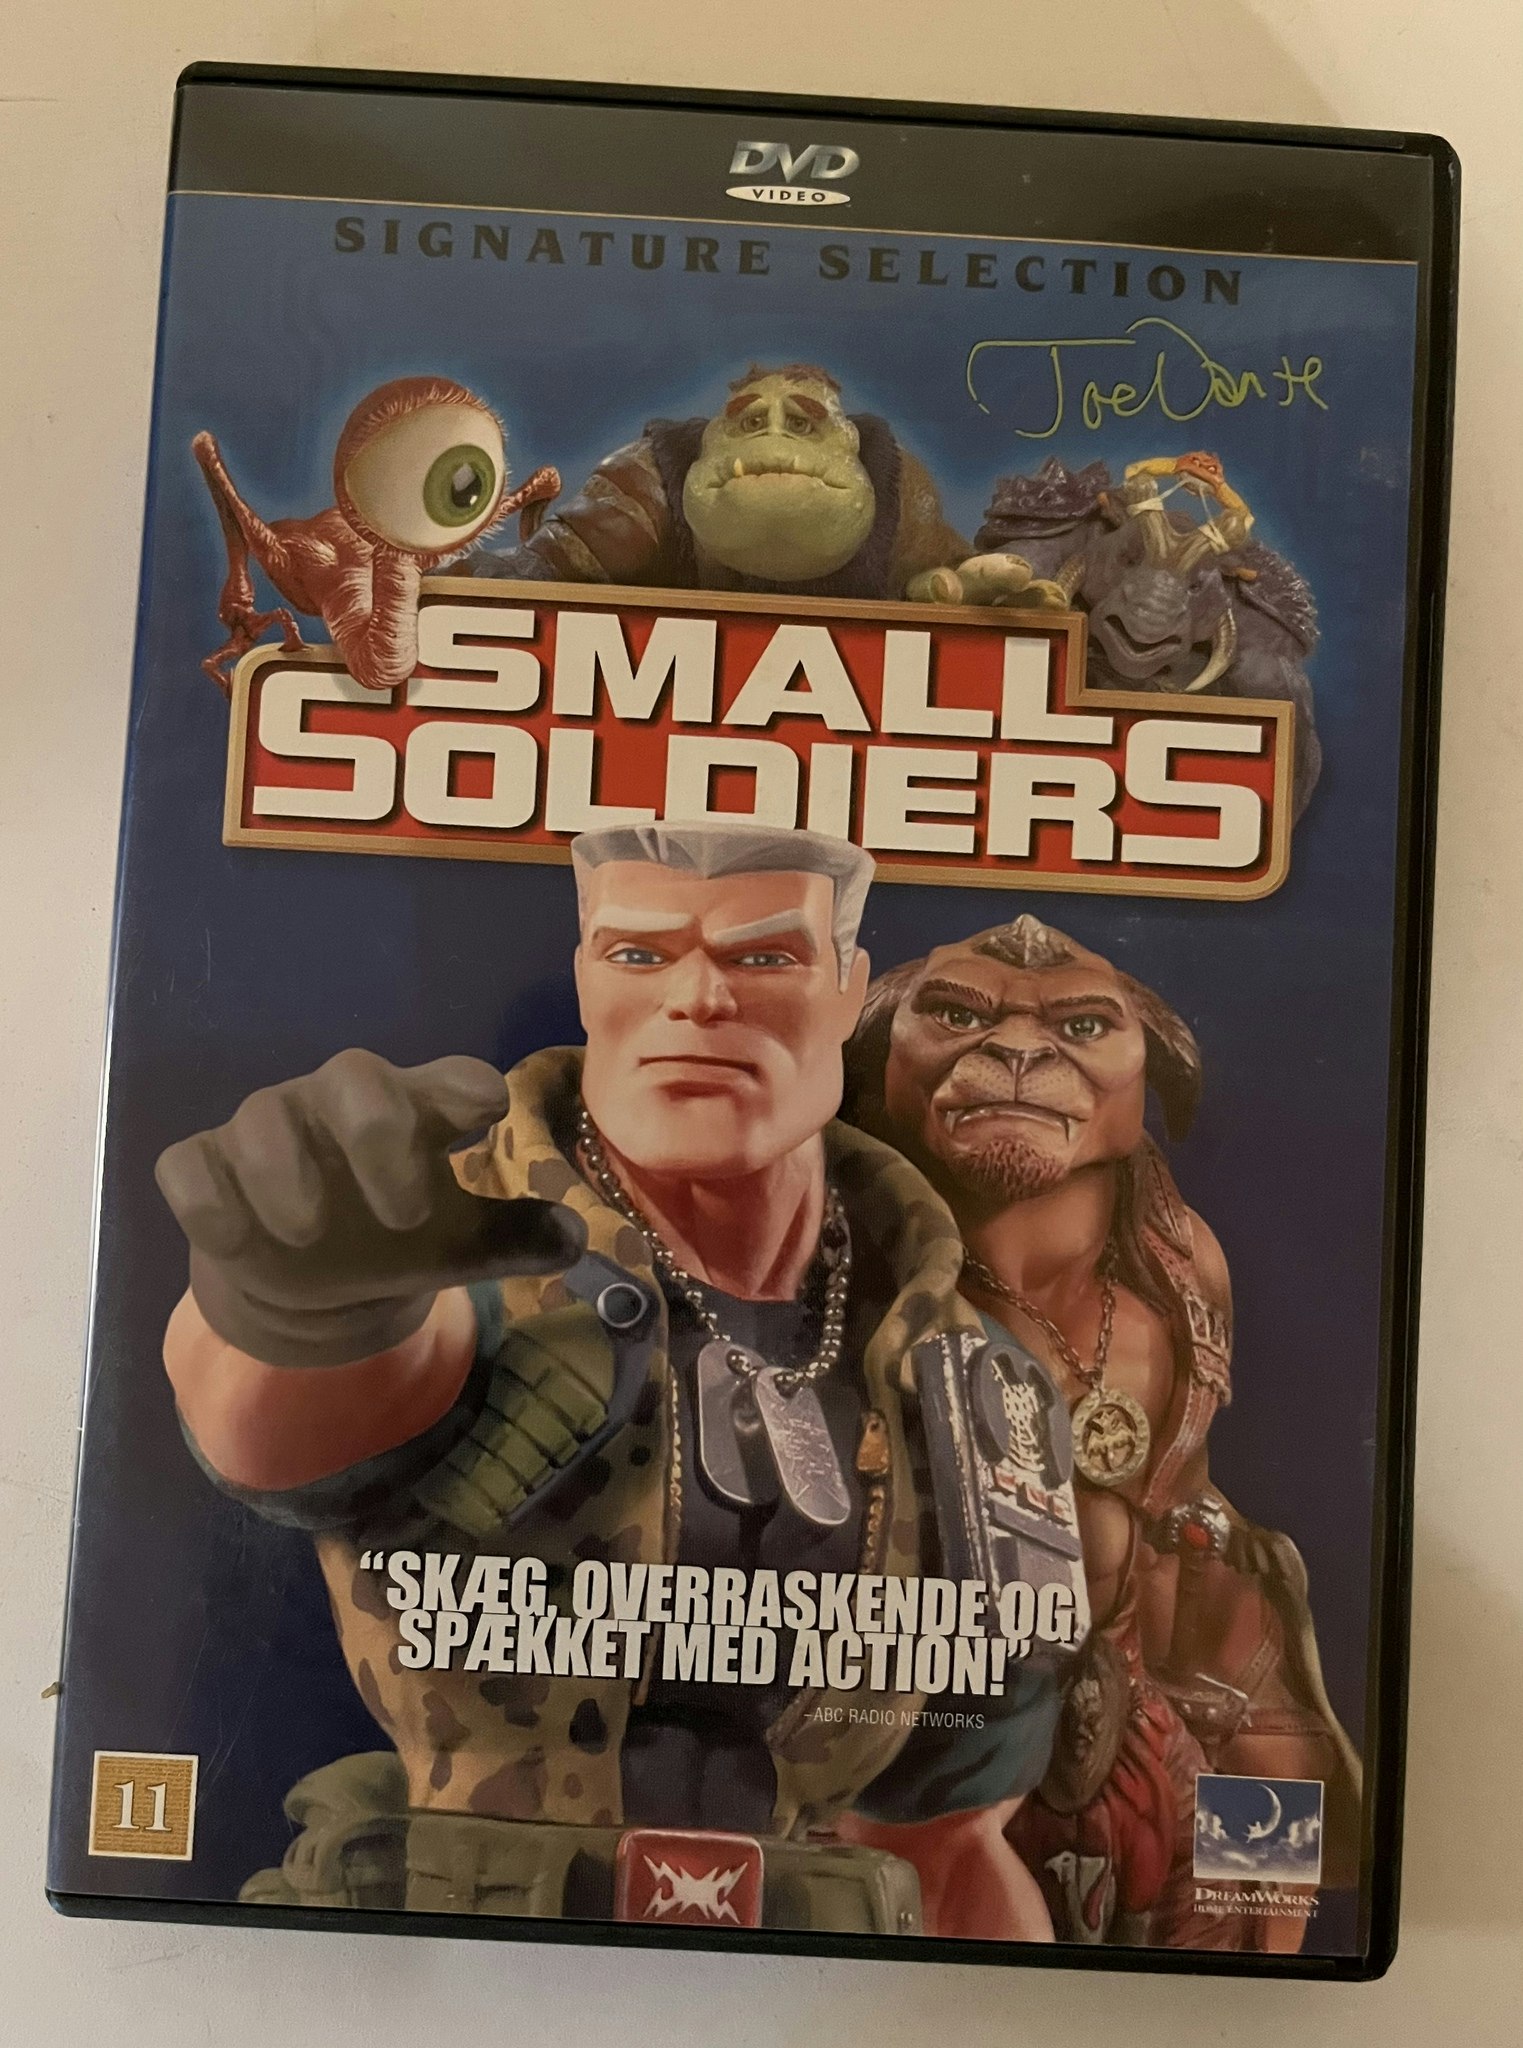 DVD
VIDEO
SIGNATURE SELECTION
Joe Dante
SMALL
SOLDIERS
“SKÆG, OVERRASKENDE OG
SPÆKKET MED ACTION!”
–ABC RADIO NETWORKS
11
DREAMWORKS
HOME ENTERTAINMENT